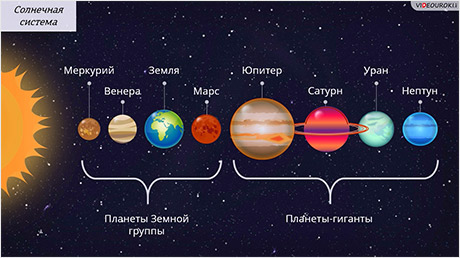 Солнечная
система
VIDEOUROKI
Меркурий
Венера
Земля
Марс
Юпитер
Сатурн
Уран
Нептун
Планеты Земной
группы
Планеты-гиганты